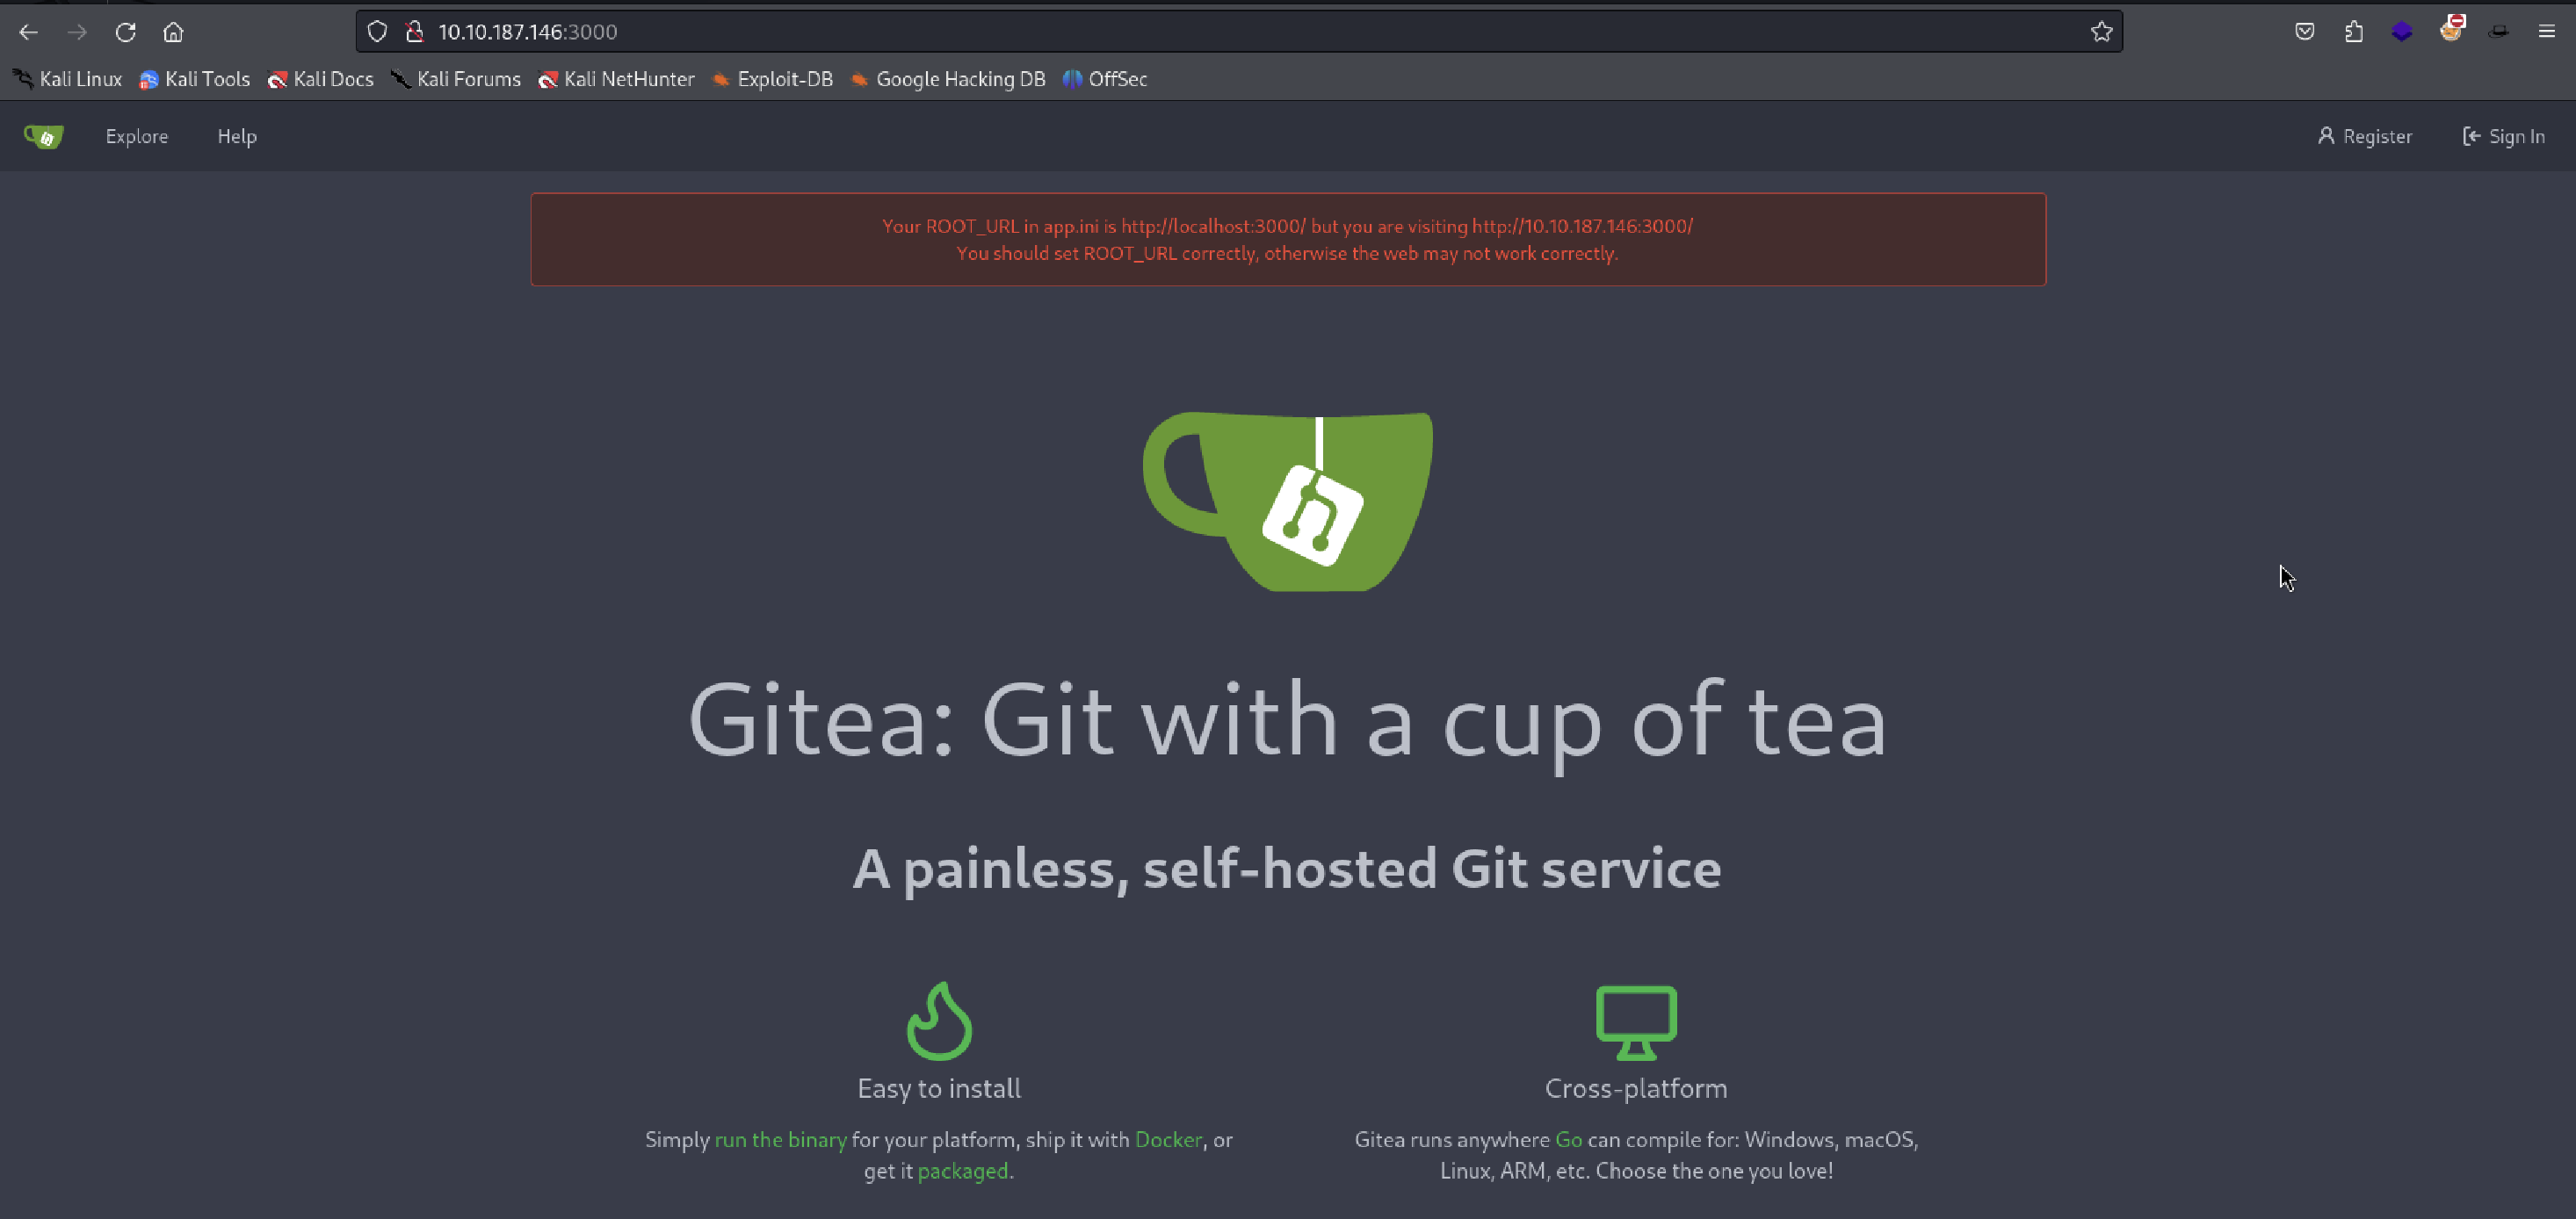 10.10.187.146:3000
Kali Linux Kali Tools Kali Docs Kali Forums Kali NetHunter Exploit-DB Google Hacking DB OffSec
Explore Help Register Sign In
Your ROOT_URL in app.ini is http://localhost:3000/ but you are visiting http://10.10.187.146:3000/
You should set ROOT_URL correctly, otherwise the web may not work correctly.
Gitea: Git with a cup of tea
A painless, self-hosted Git service
Easy to install
Simply run the binary for your platform, ship it with Docker, or
get it packaged.
Cross-platform
Gitea runs anywhere Go can compile for: Windows, macOS,
Linux, ARM, etc. Choose the one you love!